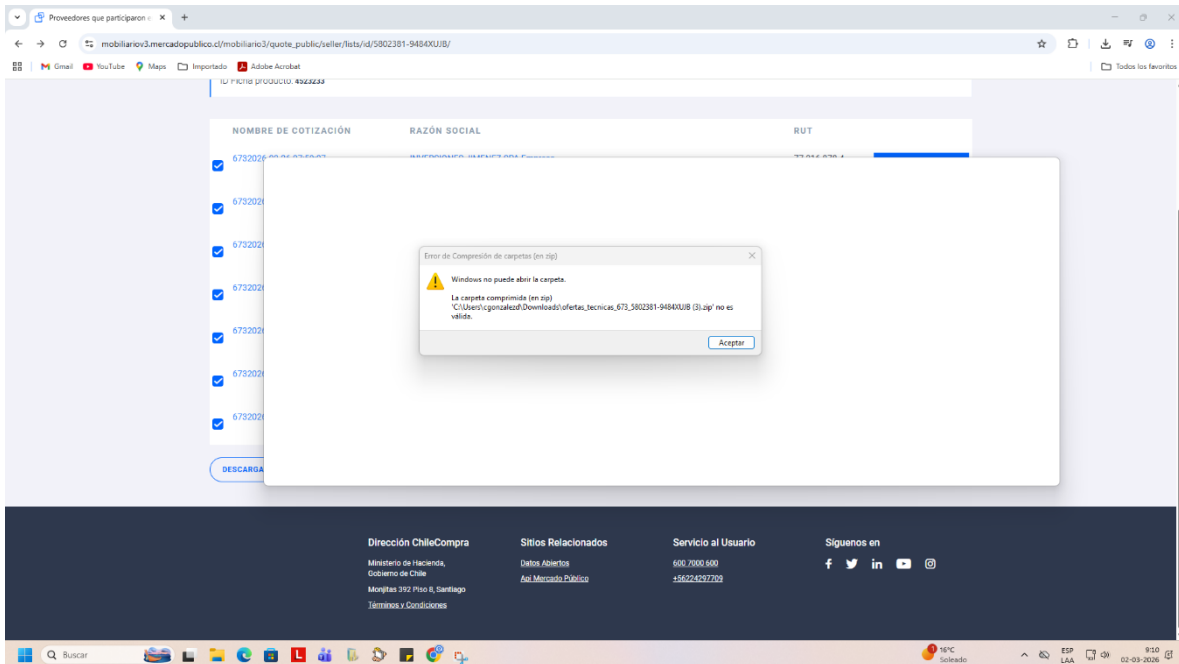 Proveedores que participaron e
mobiliariov3.mercadopublico.cl/mobiliario3/quote_public/seller/lists/id/5802381-9484XUJB/
Gmail YouTube Maps Importado Adobe Acrobat Todos los favoritos
ID Ficha producto: 4523233
NOMBRE DE COTIZACIÓN RAZÓN SOCIAL RUT
6732026
673202
673202
673202
673202
673202
673202
Error de Compresión de carpetas (en zip)
Windows no puede abrir la carpeta.
La carpeta comprimida (en zip)
'C:\Users\cgonzalezd\Downloads\ofertas_tecnicas_673_5802381-9484XUJB (3).zip' no es
válida.
Aceptar
DESCARGA
Dirección ChileCompra Sitios Relacionados Servicio al Usuario Síguenos en
Ministerio de Hacienda, Datos Abiertos 600 7000 600
Gobierno de Chile Api Mercado Público +56224297709
Monjitas 392 Piso 8, Santiago
Términos y Condiciones
Buscar 1 16°C ESP 9:10
Soleado LAA 02-03-2026